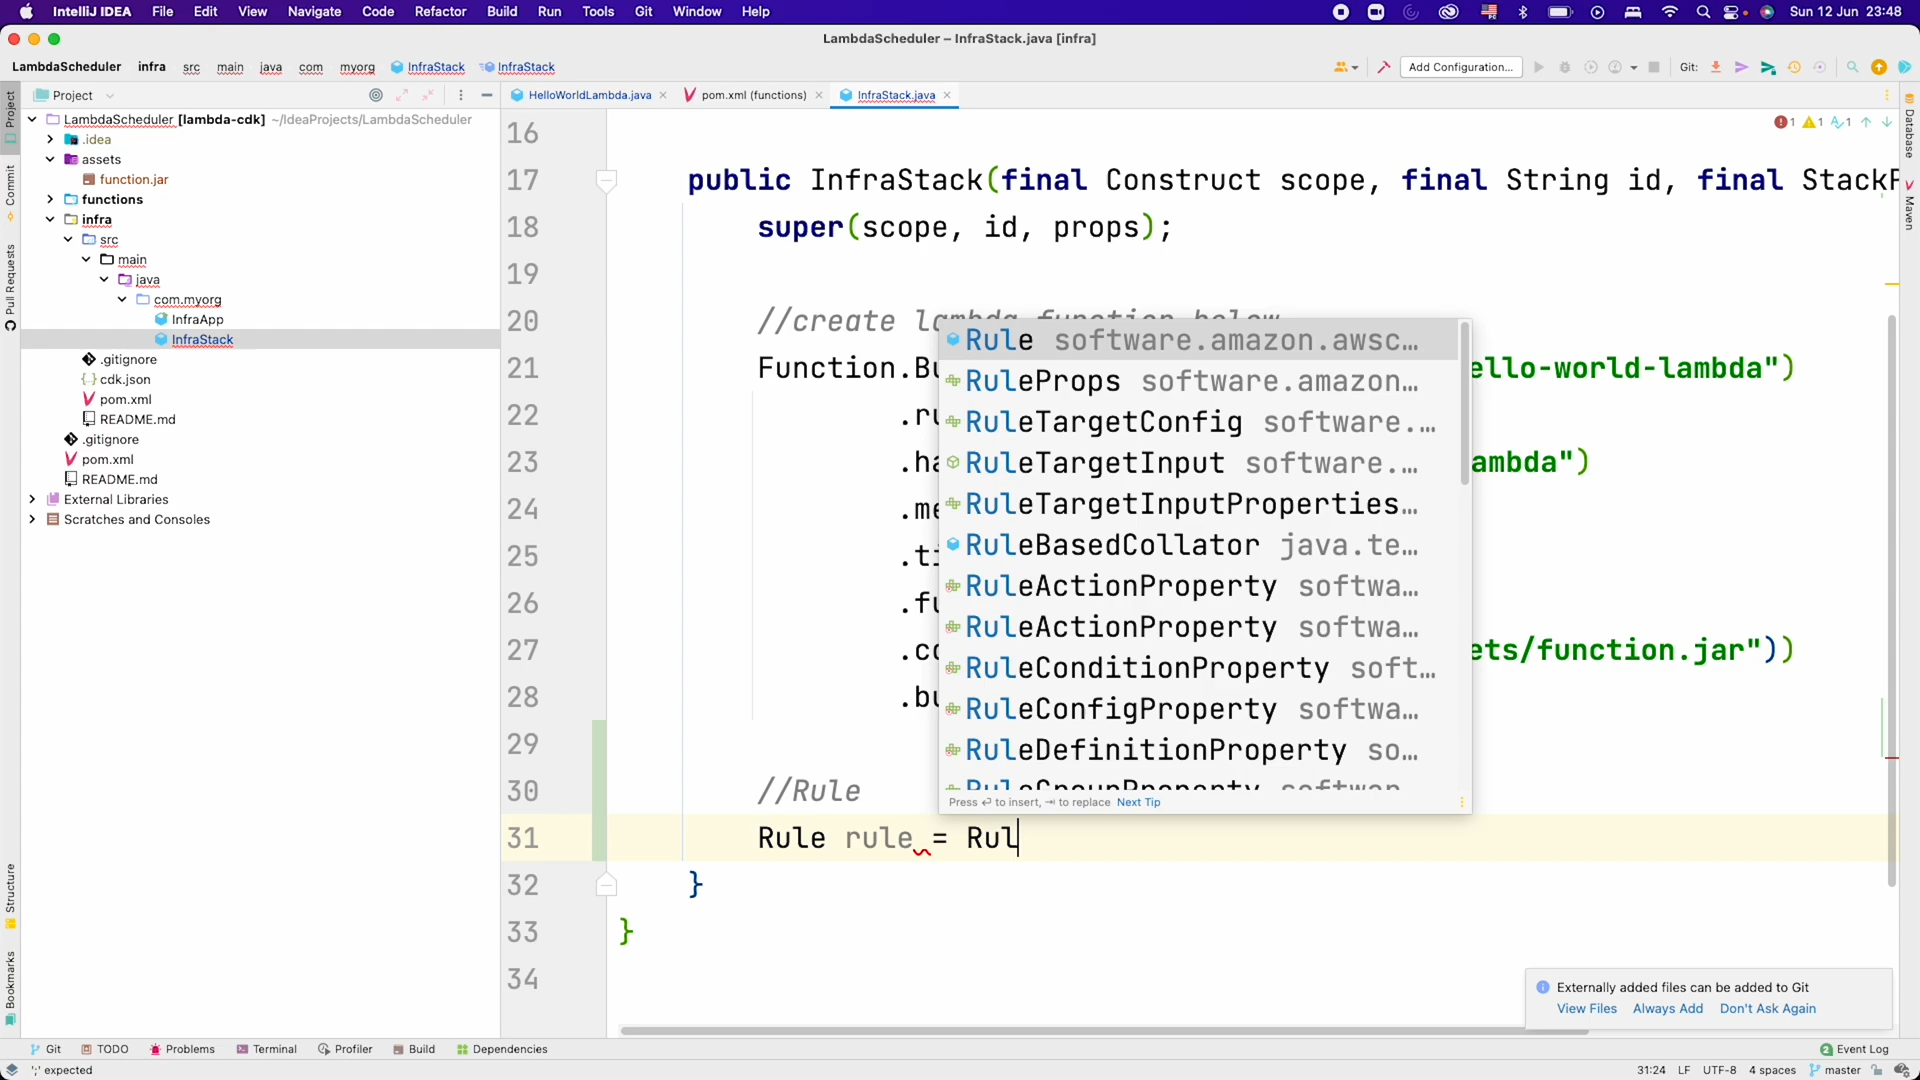 IntelliJ IDEA File Edit View Navigate Code Refactor Build Run Tools Git Window Help Sun 12 Jun 23:48
LambdaScheduler – InfraStack.java [infra]
LambdaScheduler infra src main java com myorg InfraStack InfraStack Add Configuration... Git:
Project HelloWorldLambda.java pom.xml (functions) InfraStack.java
LambdaScheduler [lambda-cdk] ~/IdeaProjects/LambdaScheduler
.idea
assets
function.jar
functions
infra
src
main
java
com.myorg
InfraApp
InfraStack
.gitignore
cdk.json
pom.xml
README.md
.gitignore
pom.xml
README.md
External Libraries
Scratches and Consoles
Project
Commit
Pull Requests
Structure
Bookmarks
1 1 1
16
17 public InfraStack(final Construct scope, final String id, final StackP
18 super(scope, id, props);
19
20 //create lambda function below
21 Function.Bu ello-world-lambda")
22 .ru
23 .ha ambda")
24 .me
25 .ti
26 .fu
27 .co ets/function.jar"))
28 .bu
29
30 //Rule
31 Rule rule = Rul
32 }
33 }
34
Rule software.amazon.awsc...
RuleProps software.amazon...
RuleTargetConfig software....
RuleTargetInput software....
RuleTargetInputProperties...
RuleBasedCollator java.te...
RuleActionProperty softwa...
RuleActionProperty softwa...
RuleConditionProperty soft...
RuleConfigProperty softwa...
RuleDefinitionProperty so...
RuleGroupProperty softwar
Press ⏎ to insert, ⇥ to replace Next Tip
Database
Maven
Externally added files can be added to Git
View Files Always Add Don't Ask Again
Git TODO Problems Terminal Profiler Build Dependencies 2 Event Log
';' expected 31:24 LF UTF-8 4 spaces master